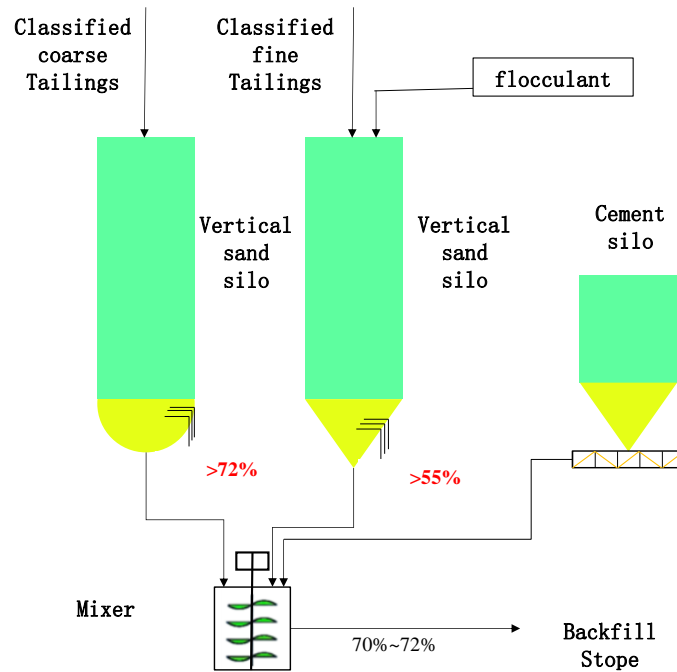 Classified
coarse
Tailings
Classified
fine
Tailings
flocculant
Vertical
sand
silo
Vertical
sand
silo
Cement
silo
>72%
>55%
Mixer
70%~72%
Backfill
Stope